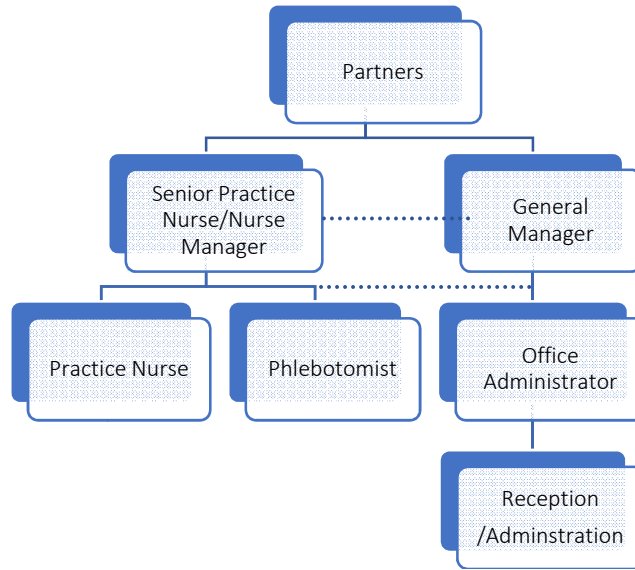 Partners
Senior Practice
Nurse/Nurse
Manager
General
Manager
Practice Nurse
Phlebotomist
Office
Administrator
Reception
/Adminstration